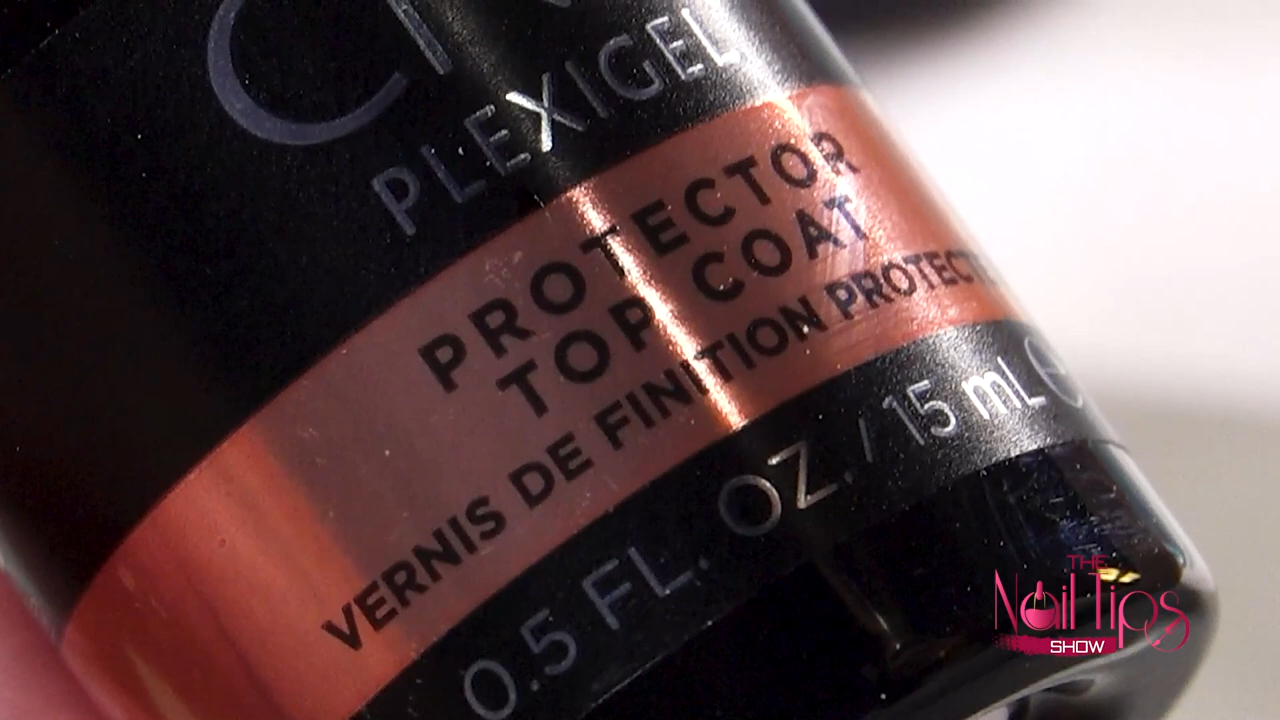 PLEXIGEL
PROTECTOR
TOP COAT
VERNIS DE FINITION PROTECT
0.5 FL. OZ. / 15 mL e
THE
Nail Tips
SHOW